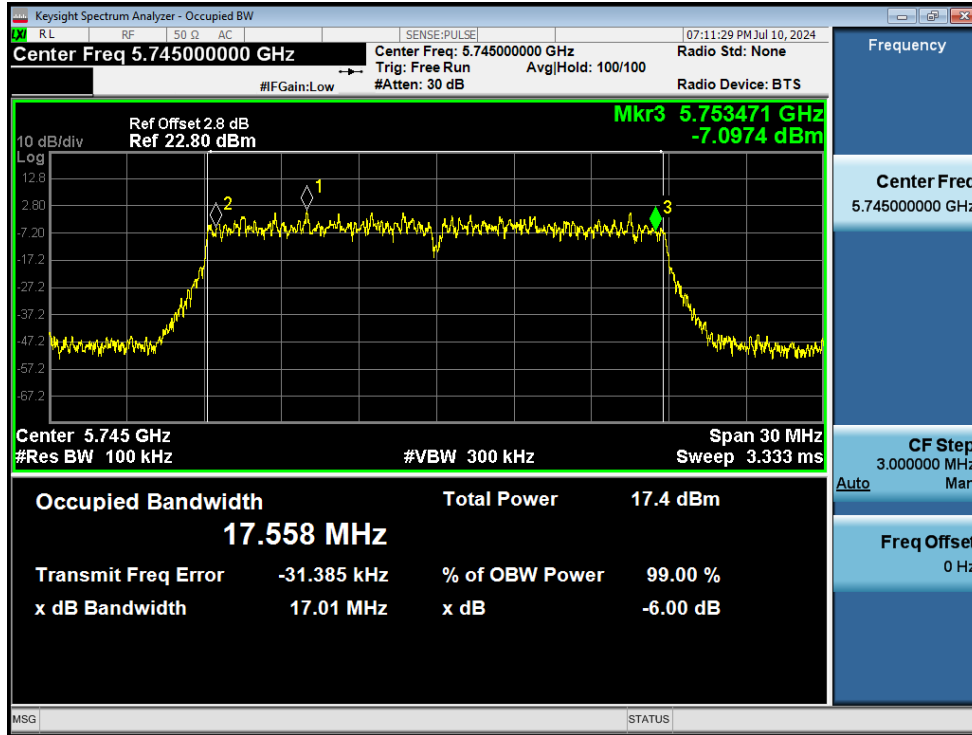 Keysight Spectrum Analyzer - Occupied BW
LXI RL RF 50 Ω AC SENSE:PULSE 07:11:29 PM Jul 10, 2024
Center Freq 5.745000000 GHz
Center Freq: 5.745000000 GHz Radio Std: None
Trig: Free Run Avg|Hold: 100/100
#IFGain:Low #Atten: 30 dB Radio Device: BTS
Frequency
Mkr3 5.753471 GHz
-7.0974 dBm
Ref Offset 2.8 dB
10 dB/div Ref 22.80 dBm
Log
12.8
2.80
-7.20
-17.2
-27.2
-37.2
-47.2
-57.2
-67.2
2
1
3
Center 5.745 GHz Span 30 MHz
#Res BW 100 kHz #VBW 300 kHz Sweep 3.333 ms
Occupied Bandwidth Total Power 17.4 dBm
17.558 MHz
Transmit Freq Error -31.385 kHz % of OBW Power 99.00 %
x dB Bandwidth 17.01 MHz x dB -6.00 dB
Center Freq
5.745000000 GHz
CF Step
3.000000 MHz
Auto Man
Freq Offset
0 Hz
MSG STATUS